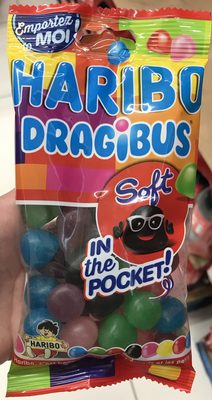 Emportez
MOI!
HARIBO
DRAGIBUS
Soft
IN
the
POCKET!
HARIBO